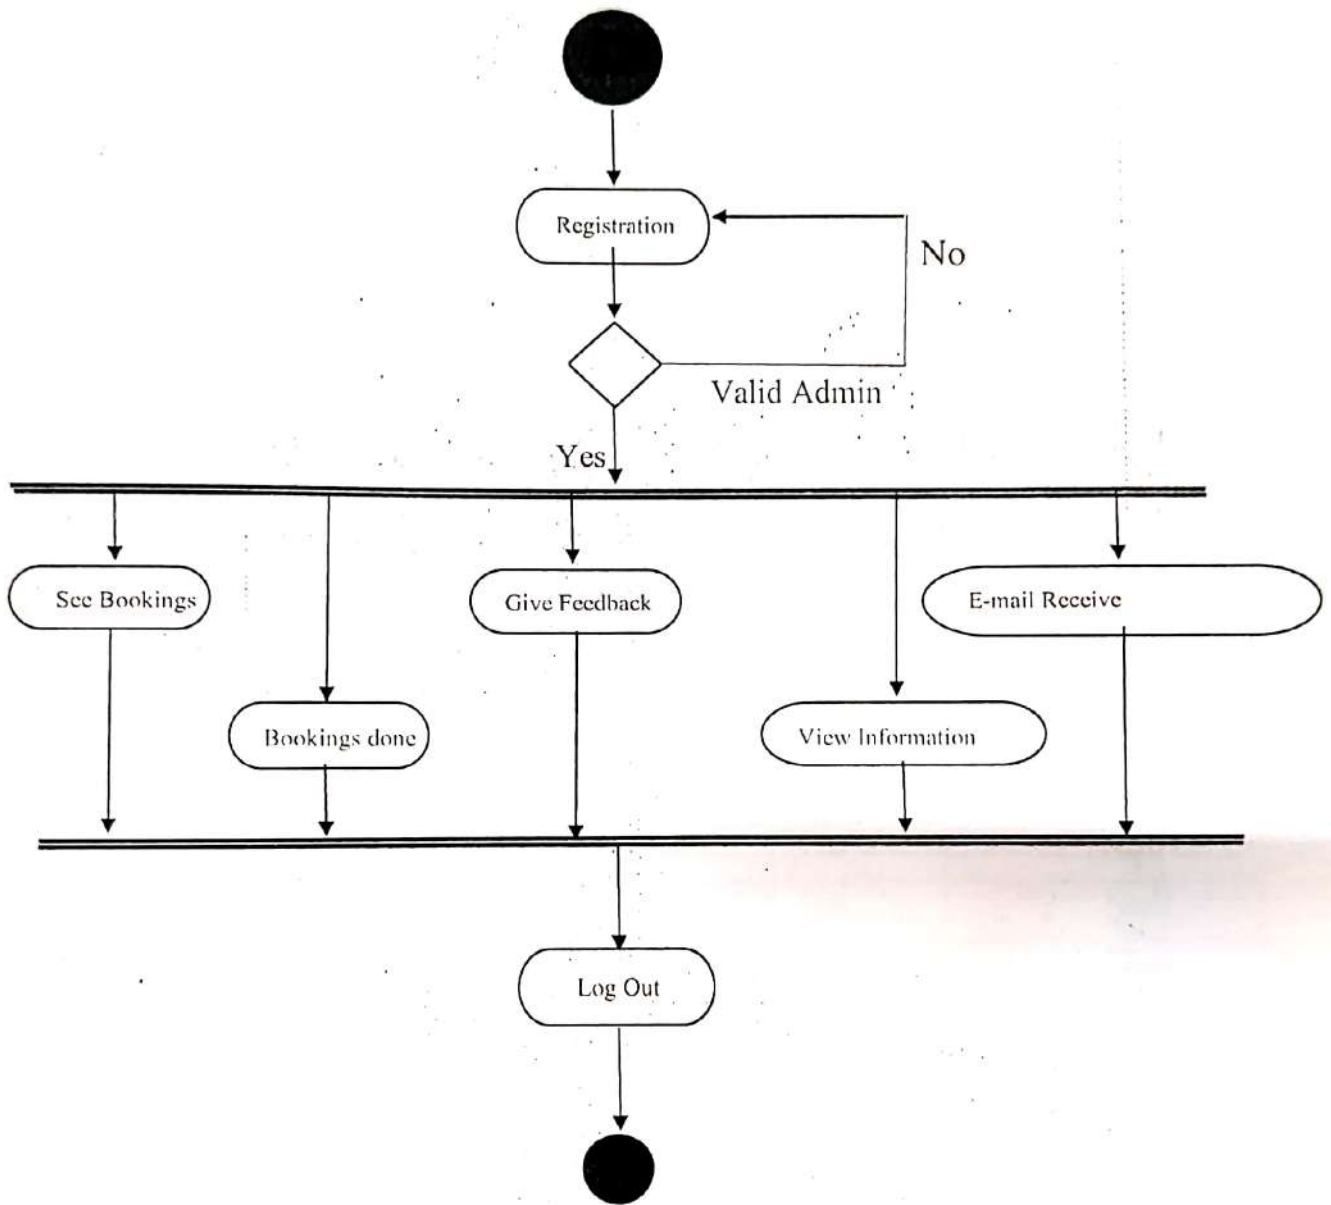 Registration
No
Valid Admin
Yes
See Bookings
Give Feedback
E-mail Receive
Bookings done
View Information
Log Out